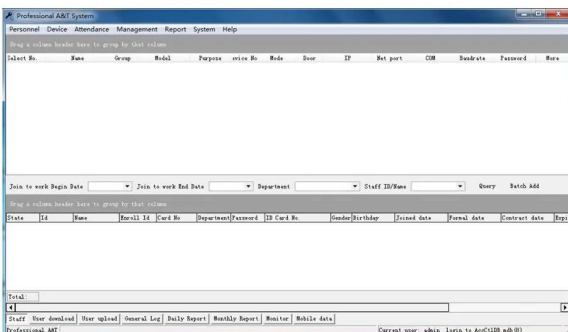 Professional A&T System
Personnel Device Attendance Management Report System Help
Drag a column header here to group by that column
Select No. Name Group Model Purpose svice No Mode Door IP Net port COM Baudrate Password More
Join to work Begin Date Join to work End Date Department Staff ID/Name Query Batch Add
Drag a column header here to group by that column
State Id Name Enroll Id Card No Department Password ID Card No. Gender Birthday Joined date Formal date Contract date Expi
Total:
Staff User download User upload General Log Daily Report Monthly Report Monitor Mobile data
Professional A&T Current user: admin login to AccCtlDB.mdb(8)